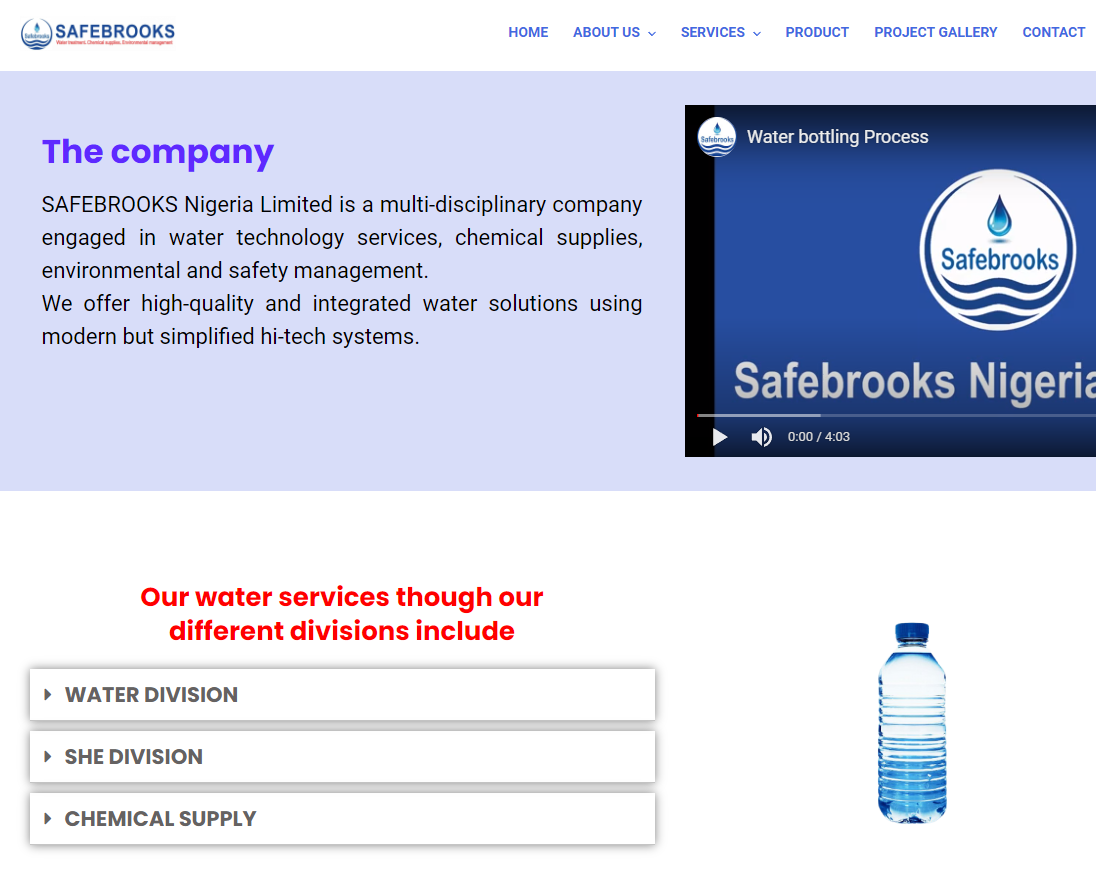 SAFEBROOKS
Water treatment, Chemical supplies, Environmental management
HOME
ABOUT US
SERVICES
PRODUCT
PROJECT GALLERY
CONTACT
The company
SAFEBROOKS Nigeria Limited is a multi-disciplinary company
engaged in water technology services, chemical supplies,
environmental and safety management.
We offer high-quality and integrated water solutions using
modern but simplified hi-tech systems.
Safebrooks
Water bottling Process
Safebrooks
Safebrooks Nigeria
0:00 / 4:03
Our water services though our
different divisions include
WATER DIVISION
SHE DIVISION
CHEMICAL SUPPLY